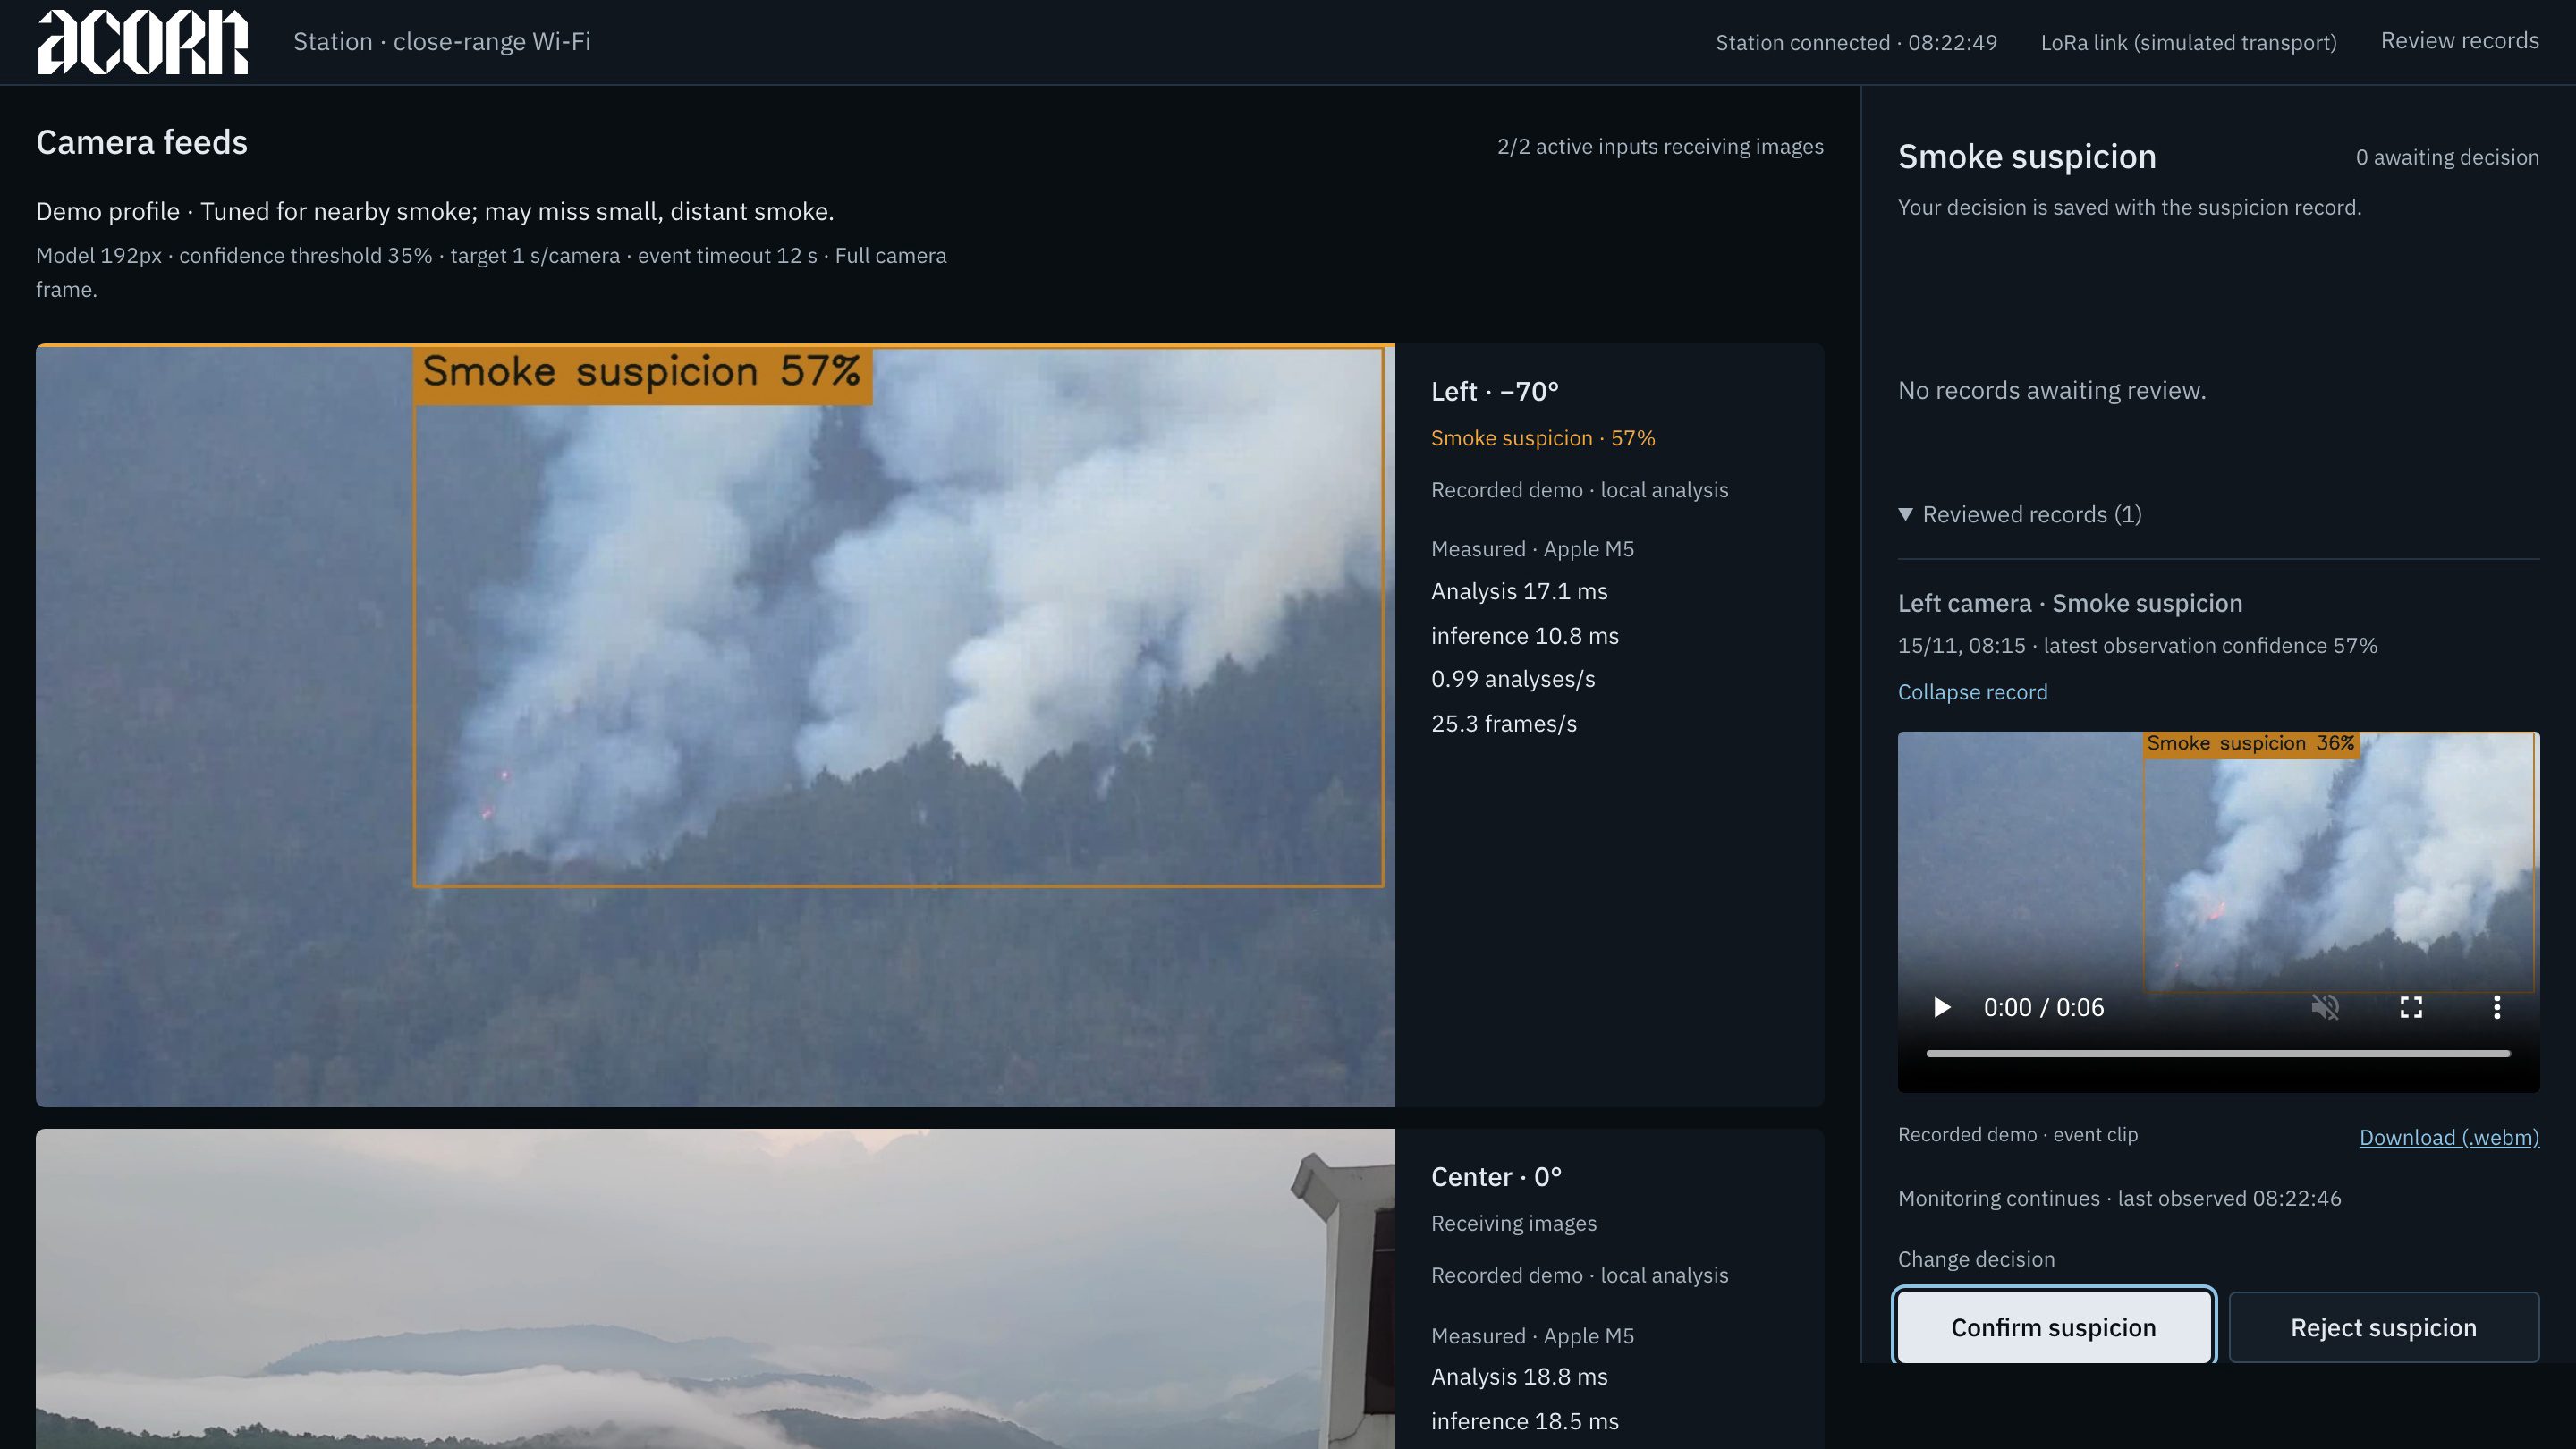 acorn
Station · close-range Wi-Fi
Station connected · 08:22:49
LoRa link (simulated transport)
Review records
Camera feeds
2/2 active inputs receiving images
Demo profile · Tuned for nearby smoke; may miss small, distant smoke.
Model 192px · confidence threshold 35% · target 1 s/camera · event timeout 12 s · Full camera
frame.
Smoke suspicion 57%
Left · −70°
Smoke suspicion · 57%
Recorded demo · local analysis
Measured · Apple M5
Analysis 17.1 ms
inference 10.8 ms
0.99 analyses/s
25.3 frames/s
Center · 0°
Receiving images
Recorded demo · local analysis
Measured · Apple M5
Analysis 18.8 ms
inference 18.5 ms
Smoke suspicion
0 awaiting decision
Your decision is saved with the suspicion record.
No records awaiting review.
▼ Reviewed records (1)
Left camera · Smoke suspicion
15/11, 08:15 · latest observation confidence 57%
Collapse record
Smoke suspicion 36%
0:00 / 0:06
Recorded demo · event clip
Download (.webm)
Monitoring continues · last observed 08:22:46
Change decision
Confirm suspicion
Reject suspicion